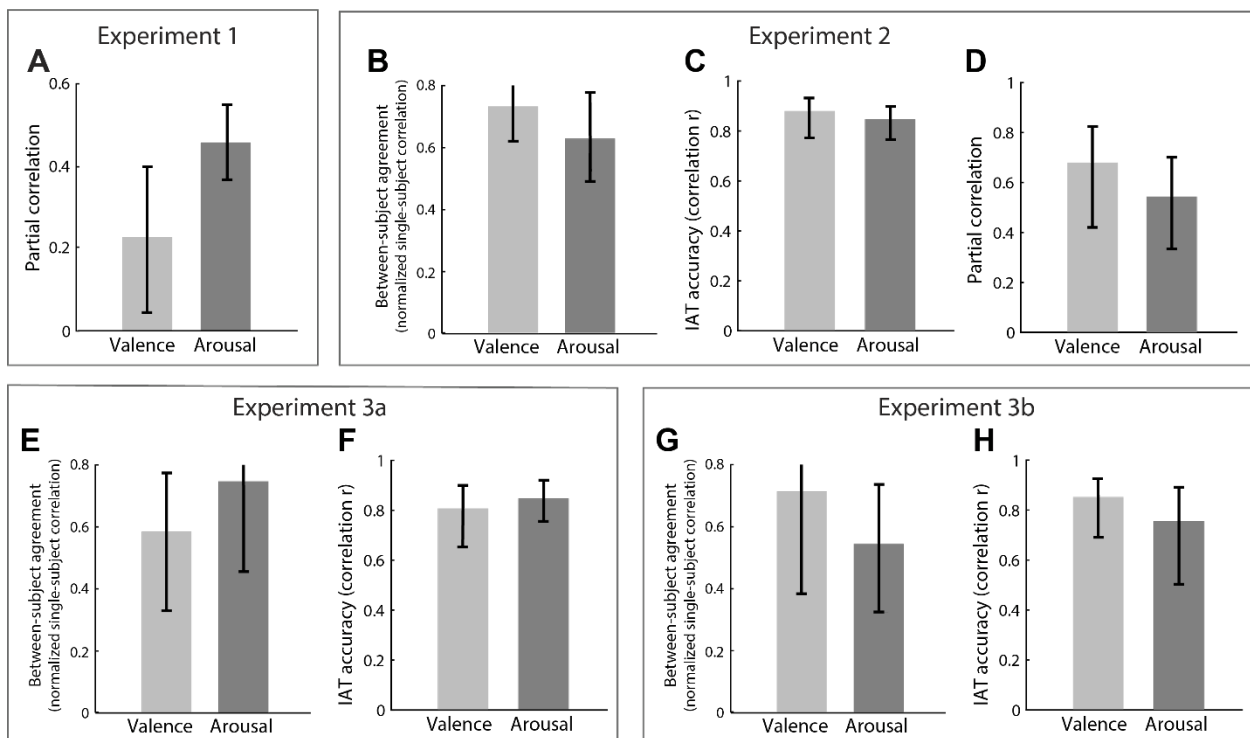 Experiment 1
A
Partial correlation
0.6
0.4
0.2
0
Valence Arousal
Experiment 2
B
Between-subject agreement
(normalized single-subject correlation)
0.8
0.6
0.4
0.2
0
Valence Arousal
C
IAT accuracy (correlation r)
1
0.8
0.6
0.4
0.2
0
Valence Arousal
D
Partial correlation
1
0.8
0.6
0.4
0.2
0
Valence Arousal
Experiment 3a
E
Between-subject agreement
(normalized single-subject correlation)
0.8
0.6
0.4
0.2
0
Valence Arousal
F
IAT accuracy (correlation r)
1
0.8
0.6
0.4
0.2
0
Valence Arousal
Experiment 3b
G
Between-subject agreement
(normalized single-subject correlation)
0.8
0.6
0.4
0.2
0
Valence Arousal
H
IAT accuracy (correlation r)
1
0.8
0.6
0.4
0.2
0
Valence Arousal